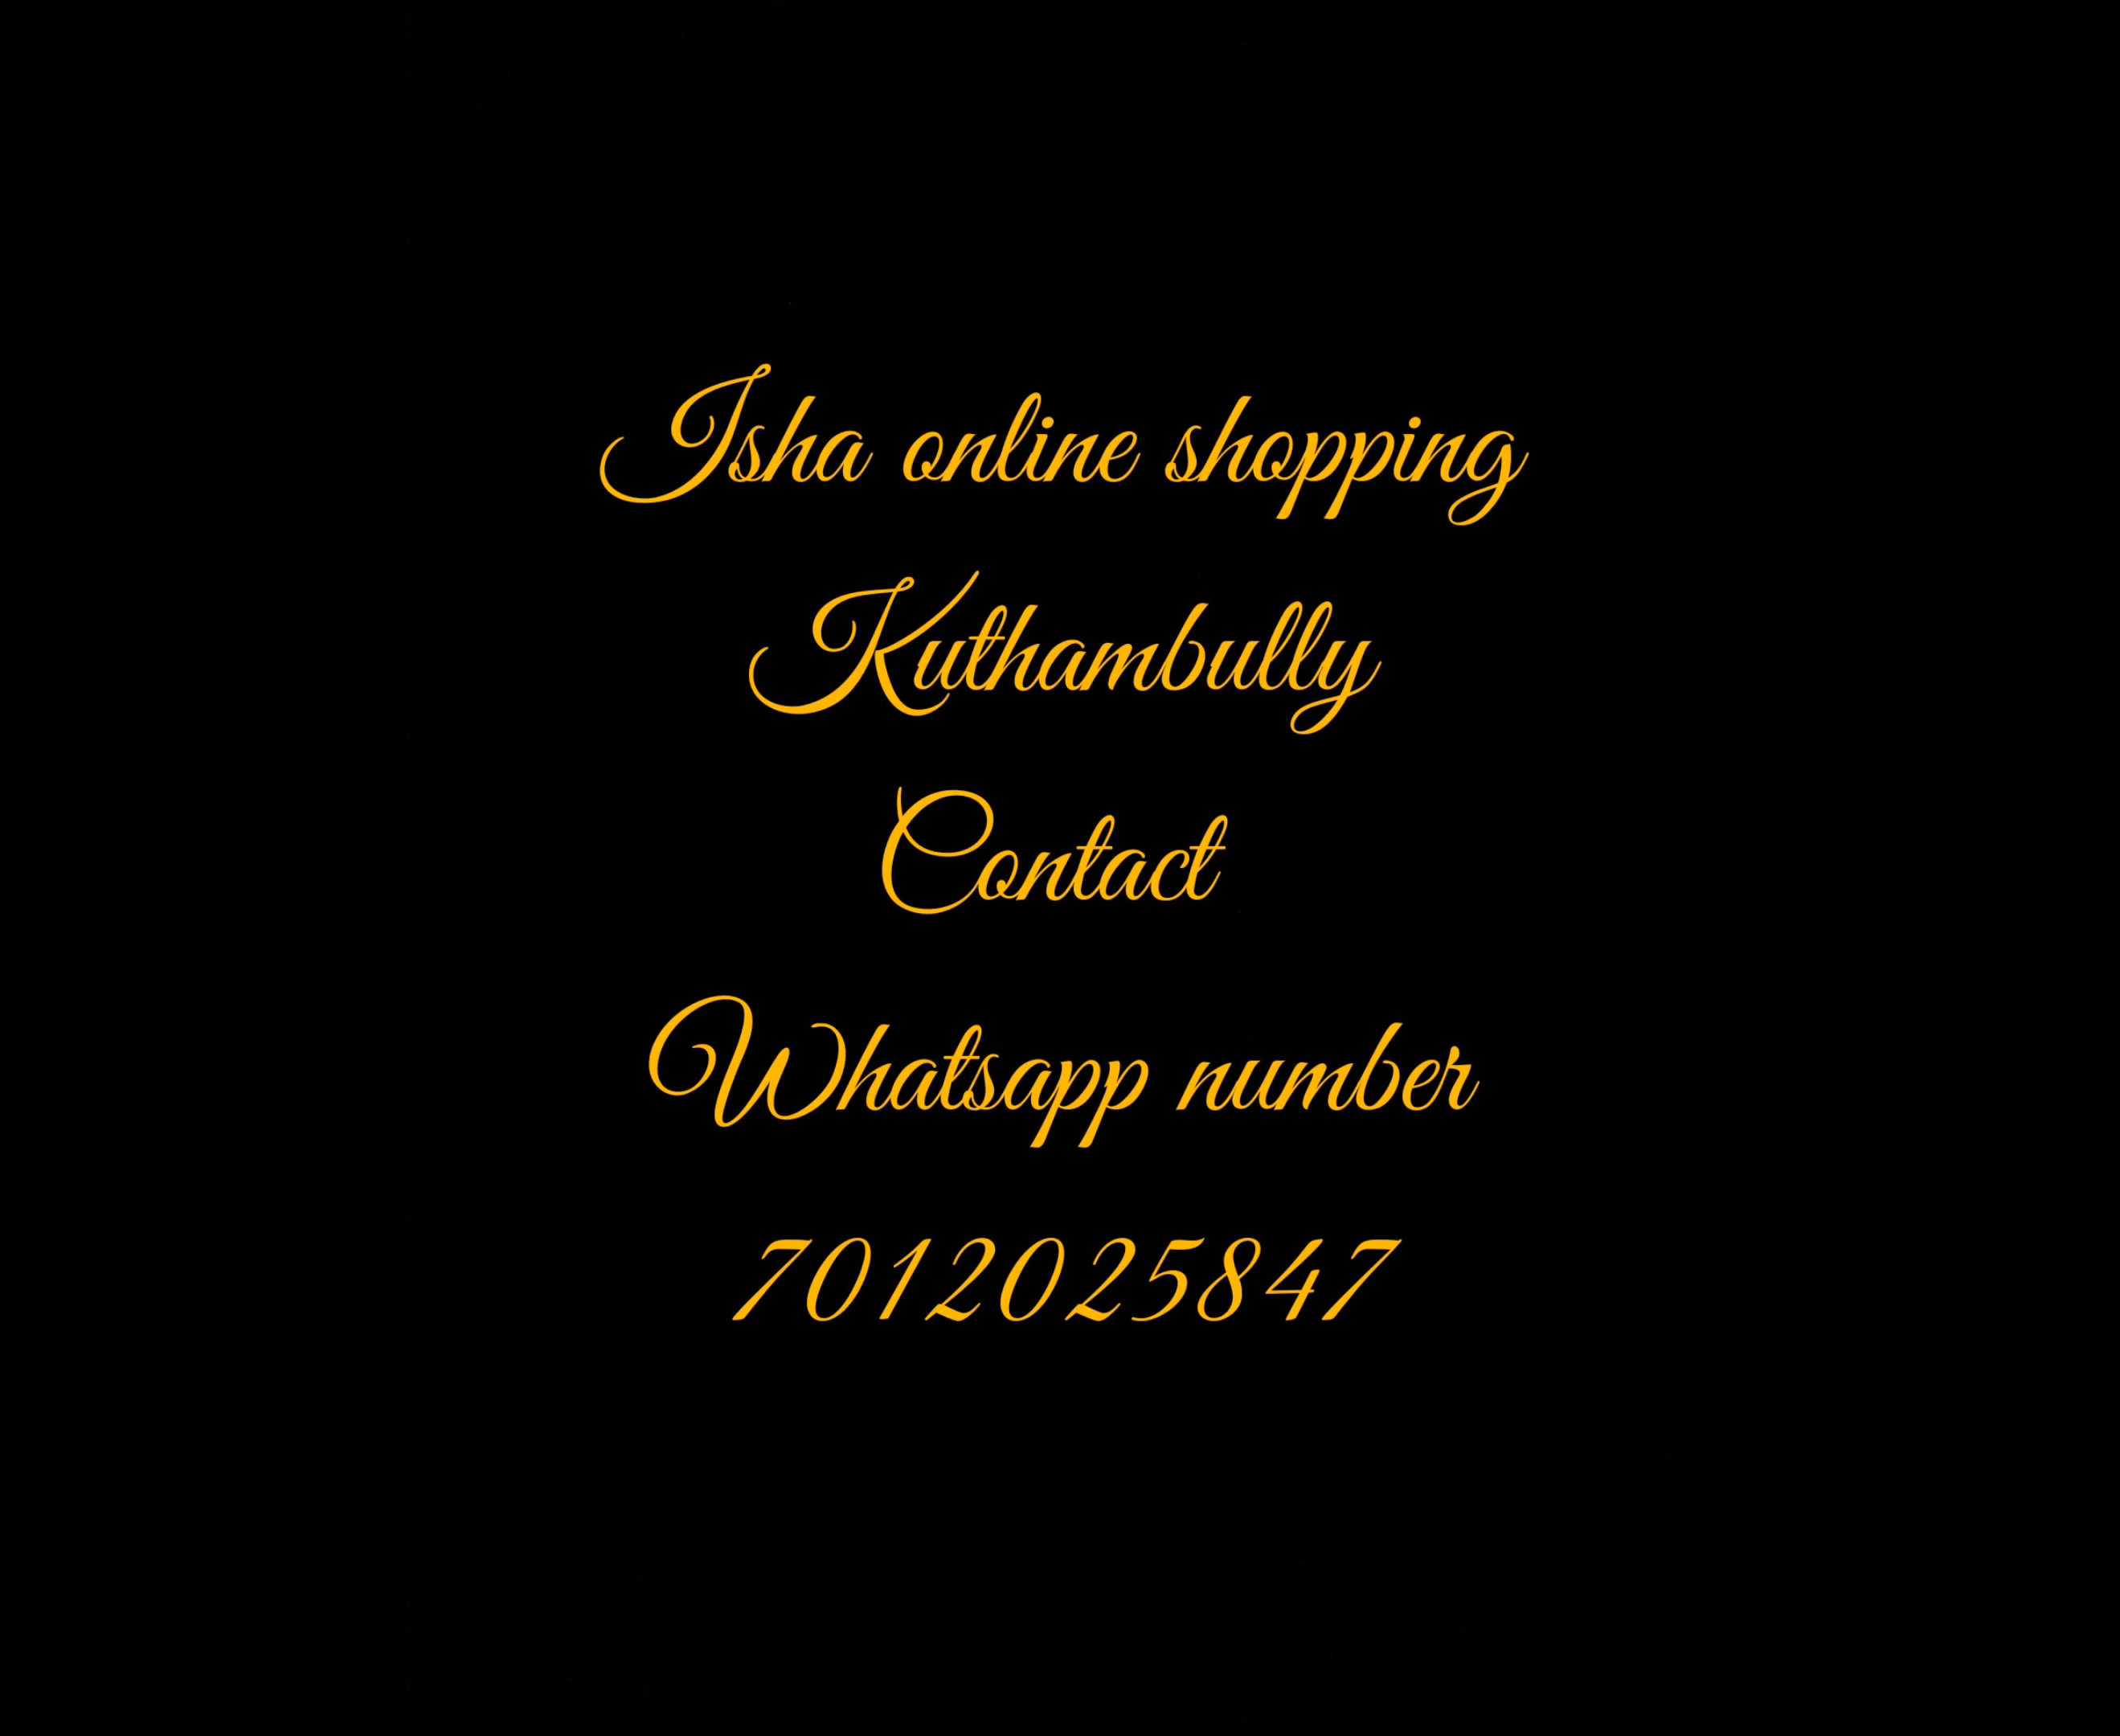 Isha online shopping
Kuthambully
Contact
Whatsapp number
7012025847